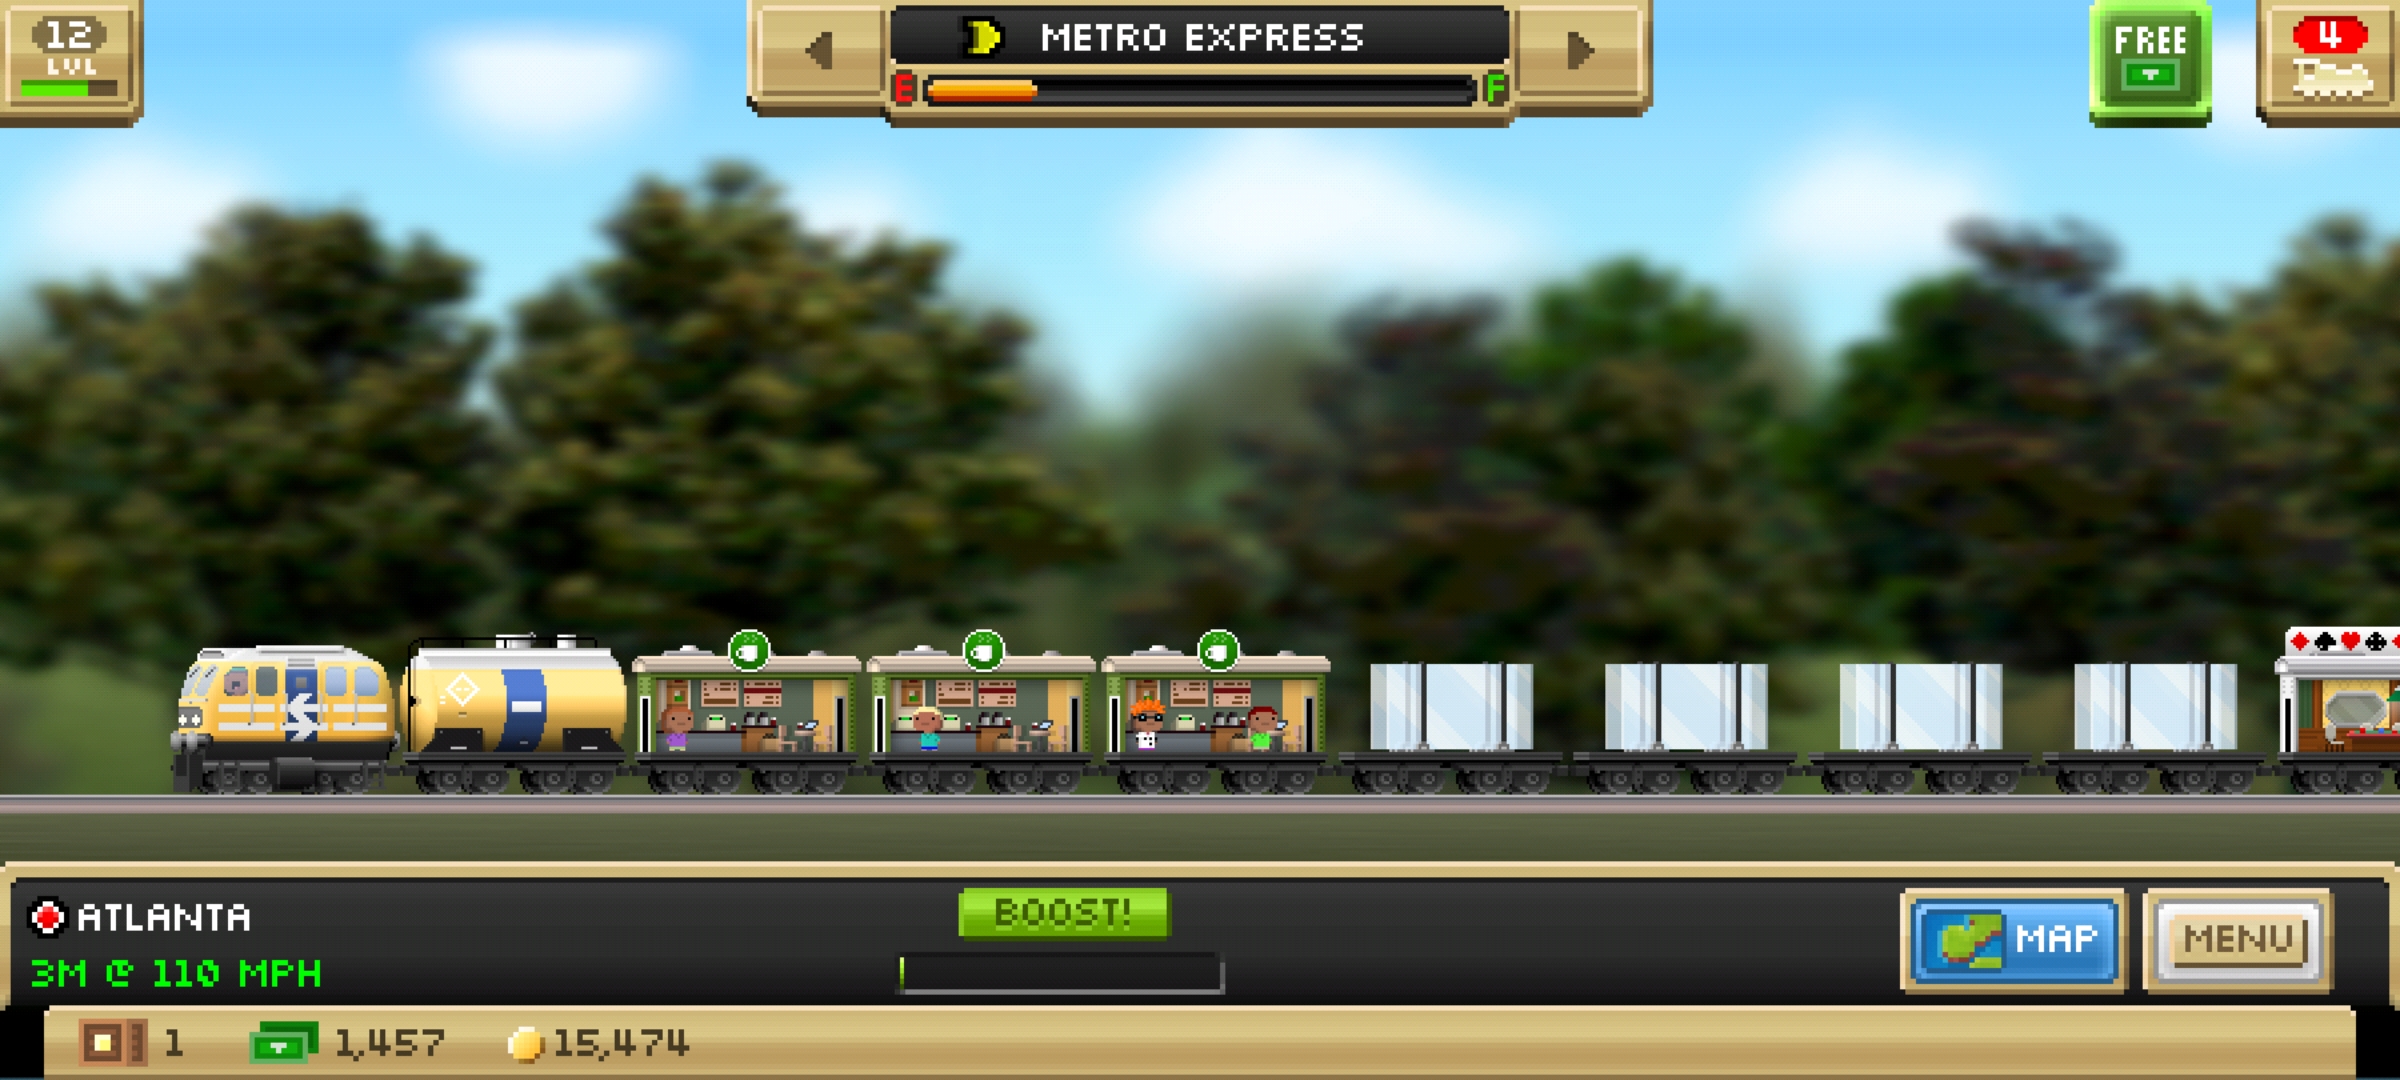 12
LVL
METRO EXPRESS
E F
FREE
4
ATLANTA
3M @ 110 MPH
BOOST!
MAP
MENU
1 1,457 15,474